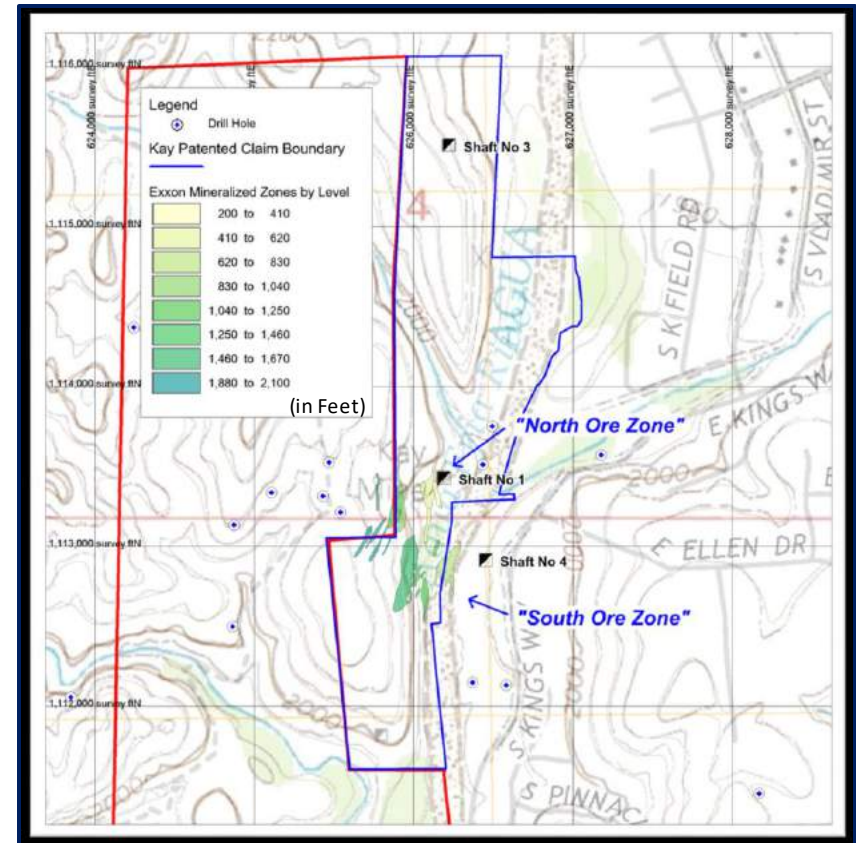 1,116,000 survey ftN
624,000 survey ftE
626,000 survey ftE
627,000 survey ftE
628,000 survey ftE
Legend
Drill Hole
Kay Patented Claim Boundary
Exxon Mineralized Zones by Level
200 to 410
410 to 620
620 to 830
830 to 1,040
1,040 to 1,250
1,250 to 1,460
1,460 to 1,670
1,880 to 2,100
(in Feet)
Shaft No 3
4
S VLADIMIR ST
1,115,000 survey ftN
S K FIELD RD
2000
AGUA
1,114,000 survey ftN
"North Ore Zone"
E KINGS W
Kay
Shaft No 1
2000
1,113,000 survey ftN
E ELLEN DR
Shaft No 4
"South Ore Zone"
S KINGS W
1,112,000 survey ftN
2000
S PINNAC